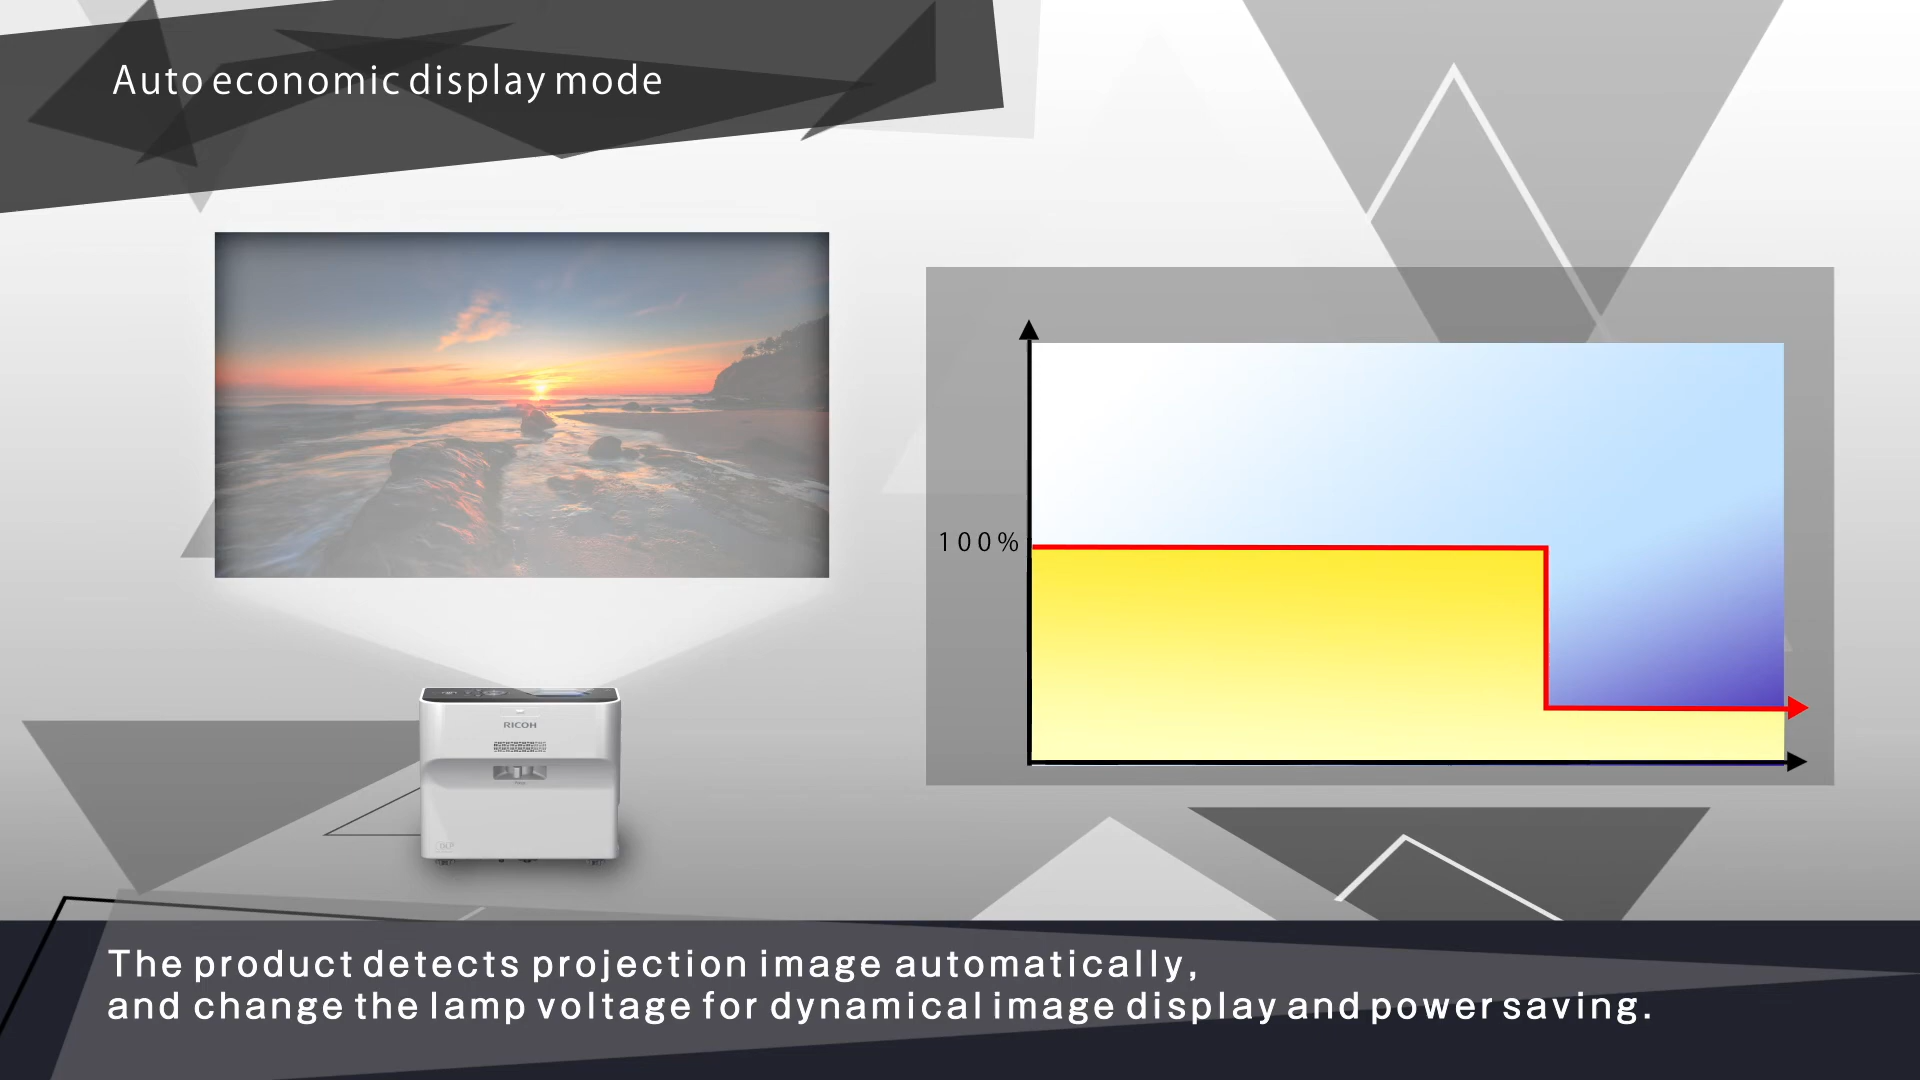 Auto economic display mode
100%
RICOH
DLP
The product detects projection image automatically,
and change the lamp voltage for dynamical image display and power saving.